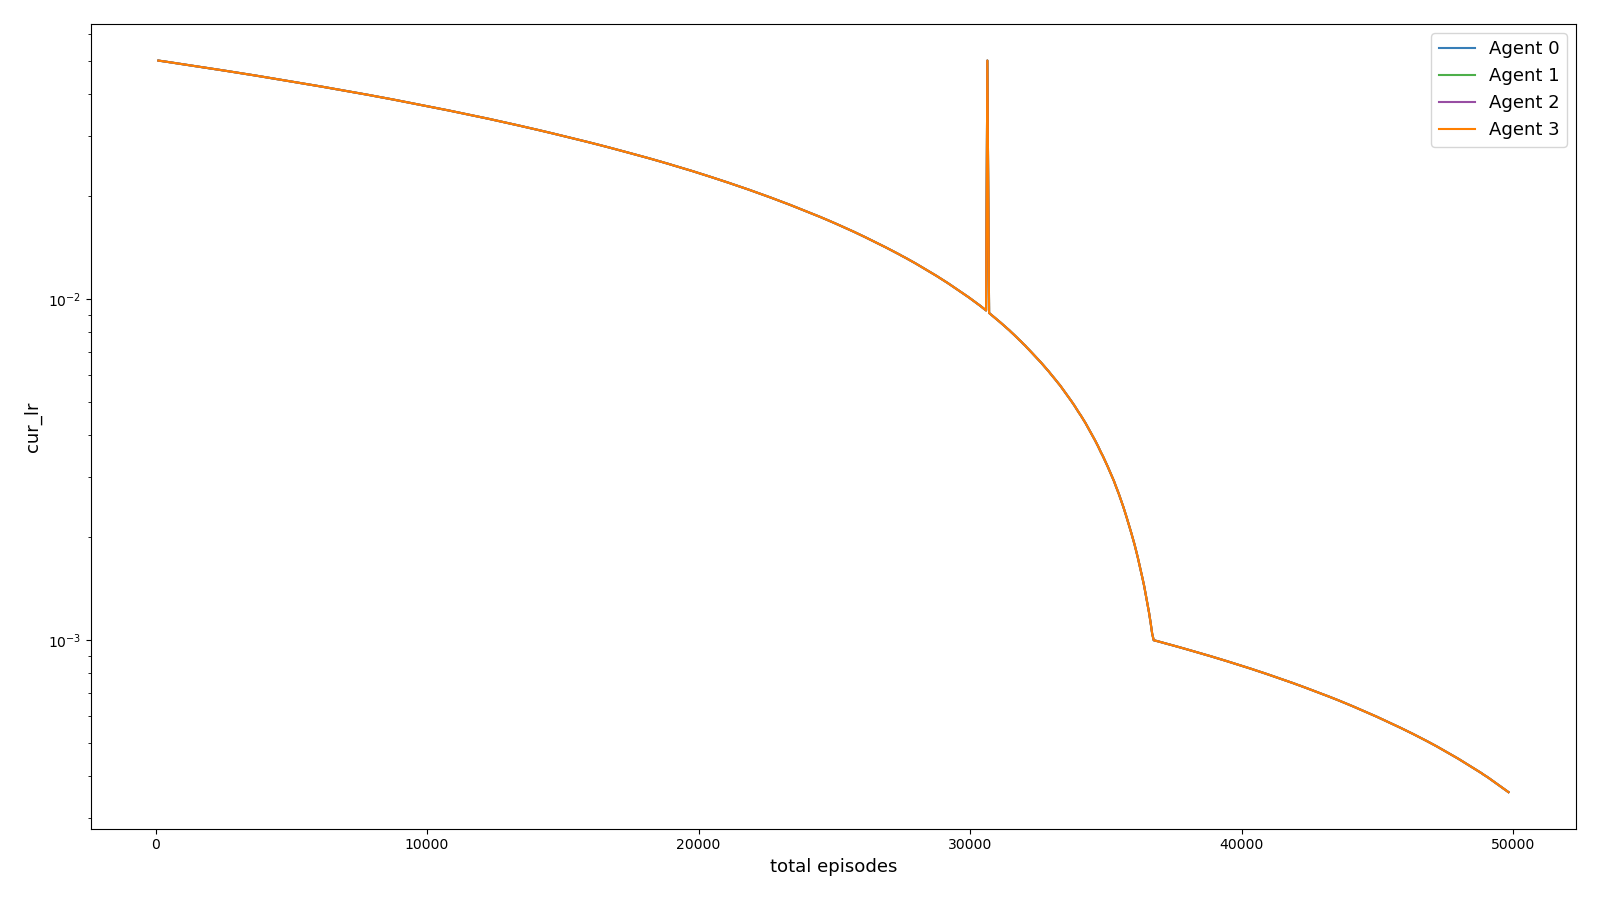 Agent 0
Agent 1
Agent 2
Agent 3
cur_lr
10⁻²
10⁻³
0
10000
20000
30000
40000
50000
total episodes